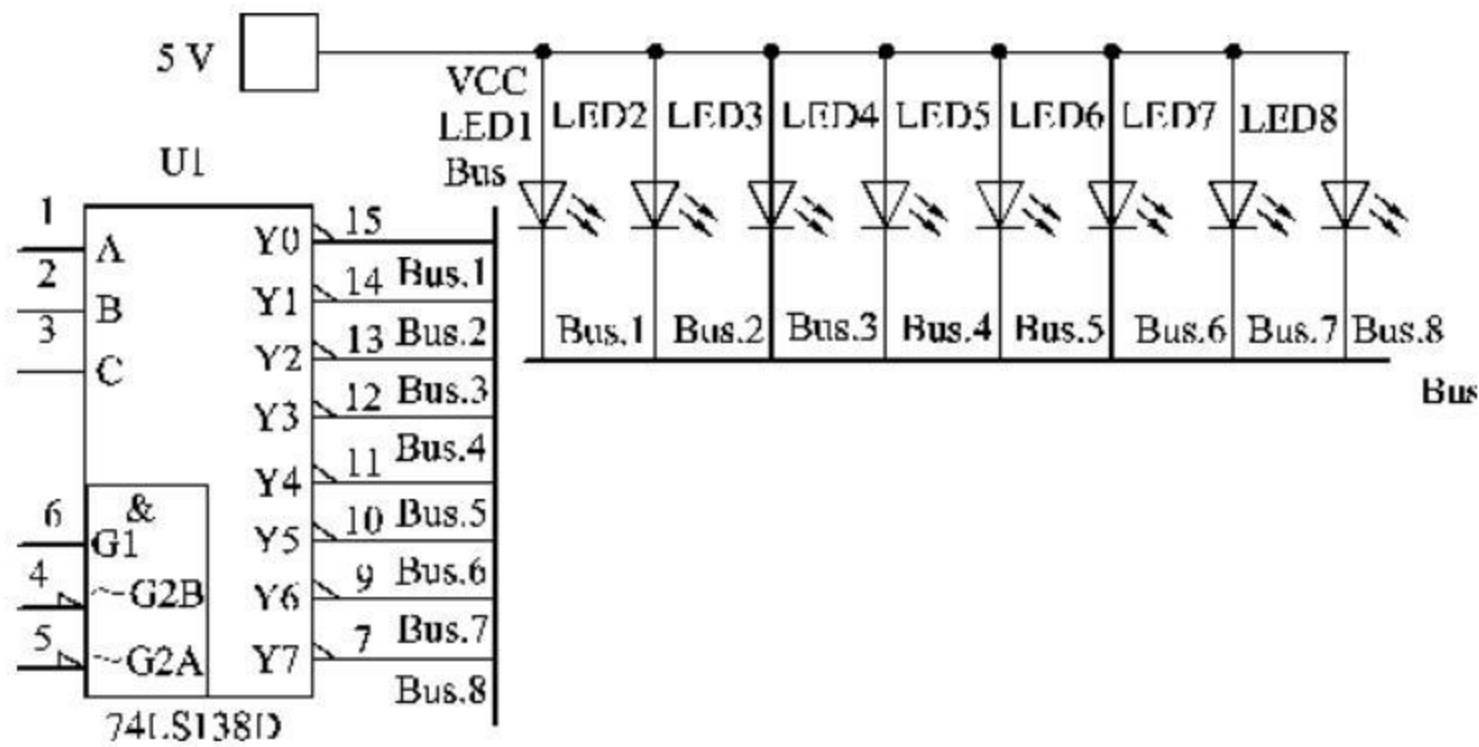 5 V
VCC
LED1 LED2 LED3 LED4 LED5 LED6 LED7 LED8
Bus
U1
1
A
2
B
3
C
6
&
G1
4
~G2B
5
~G2A
Y0 15
Bus.1
Y1 14
Bus.2
Y2 13
Bus.3
Y3 12
Bus.4
Y4 11
Bus.5
Y5 10
Bus.6
Y6 9
Bus.7
Y7 7
Bus.8
74LS138D
Bus.1 Bus.2 Bus.3 Bus.4 Bus.5 Bus.6 Bus.7 Bus.8
Bus